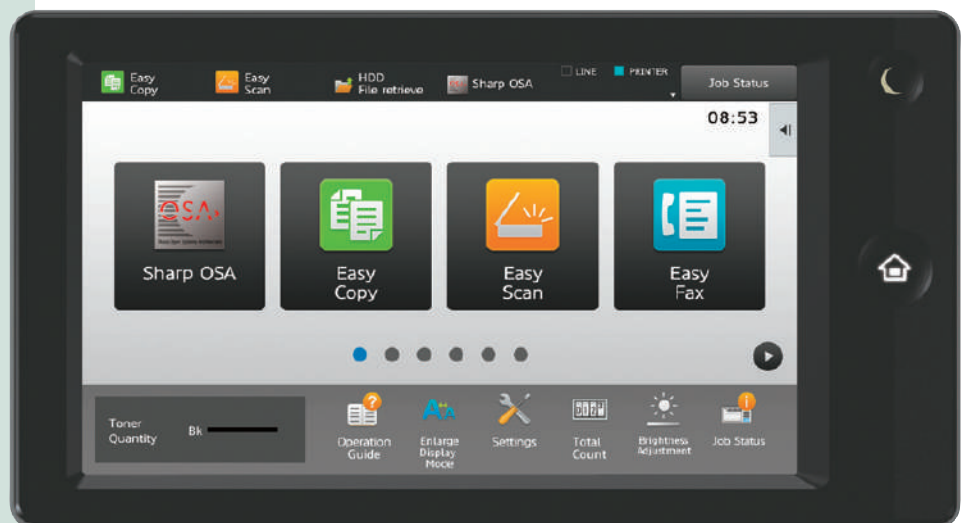 Easy
Copy
Easy
Scan
HDD
File retrieve
Sharp OSA
LINE
PRINTER
Job Status
08:53
OSA
Sharp OSA
Easy
Copy
Easy
Scan
Easy
Fax
Toner
Quantity
Bk
Operation
Guide
Enlarge
Display
Mode
Settings
Total
Count
Brightness
Adjustment
Job Status